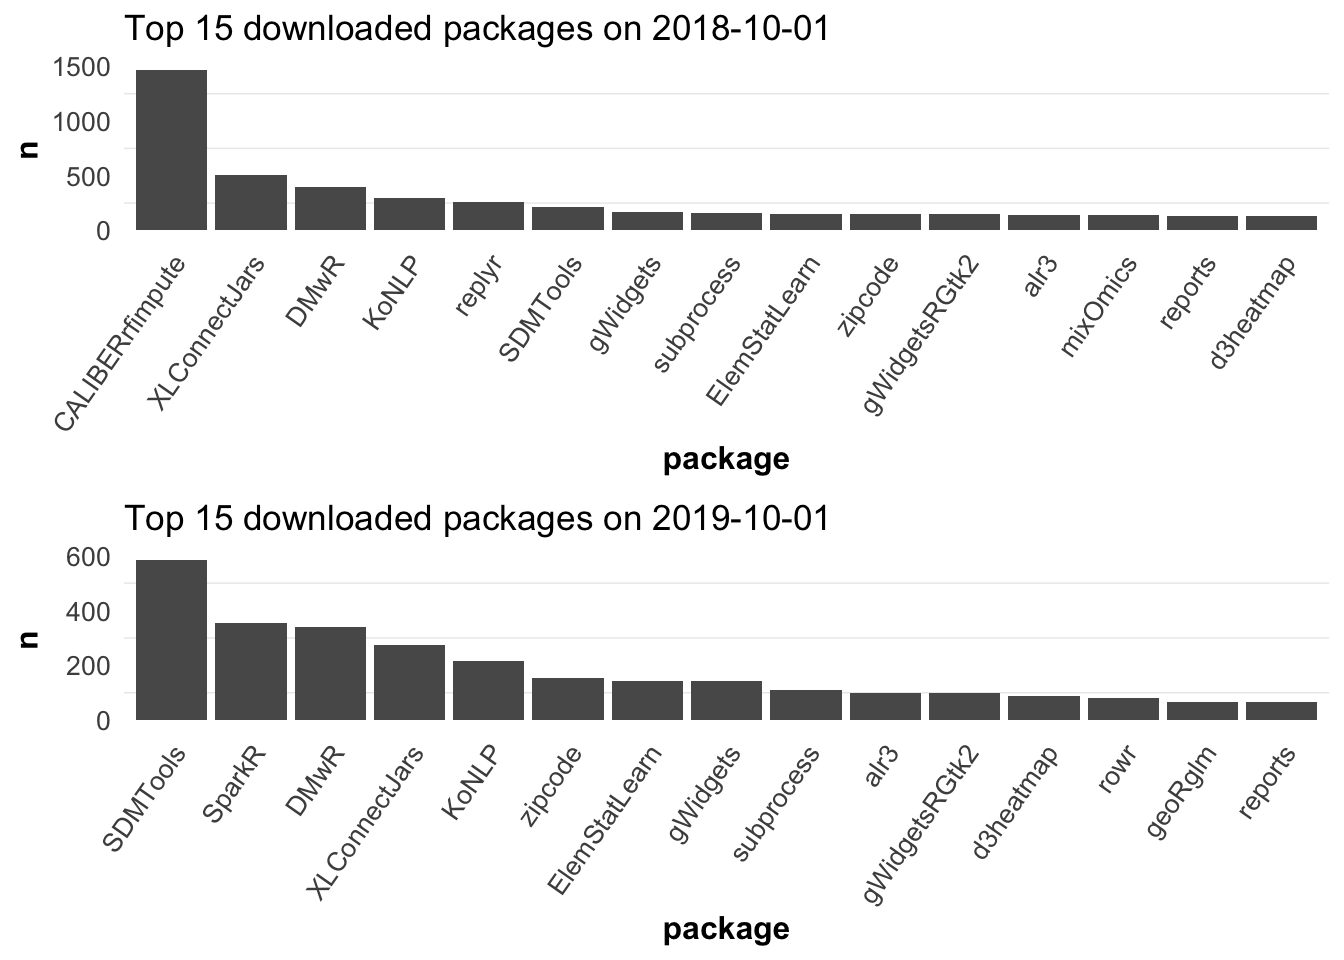 Top 15 downloaded packages on 2018-10-01
1500
1000
500
0
n
CALIBERrfimpute
XLConnectJars
DMwR
KoNLP
replyr
SDMTools
gWidgets
subprocess
ElemStatLearn
zipcode
gWidgetsRGtk2
alr3
mixOmics
reports
d3heatmap
package
Top 15 downloaded packages on 2019-10-01
600
400
200
0
n
SDMTools
SparkR
DMwR
XLConnectJars
KoNLP
zipcode
ElemStatLearn
gWidgets
subprocess
alr3
gWidgetsRGtk2
d3heatmap
rowr
geoRglm
reports
package